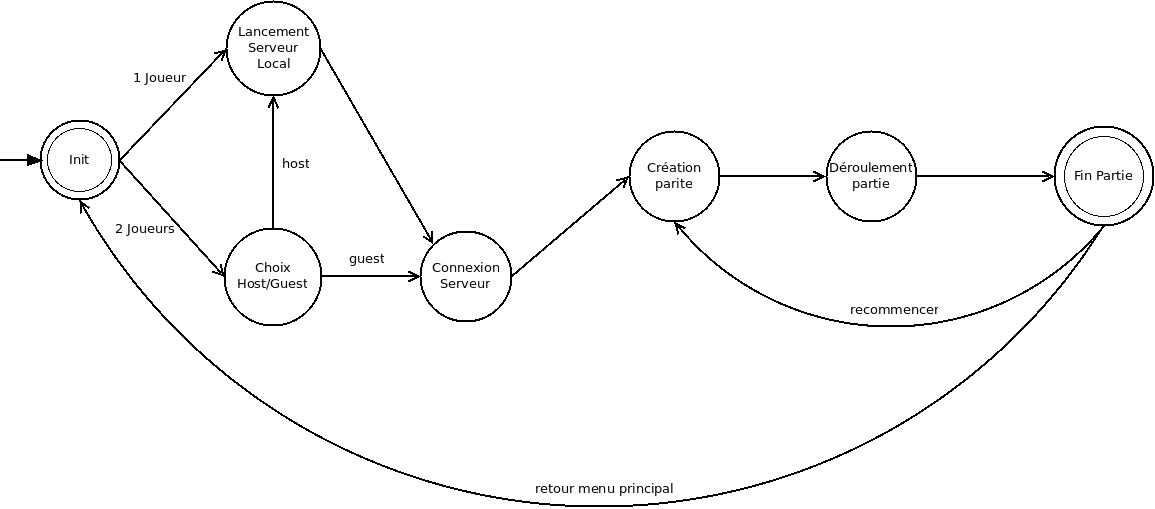 Lancement
Serveur
Local
1 Joueur
Init
host
2 Joueurs
Choix
Host/Guest
guest
Connexion
Serveur
Création
parite
Déroulement
partie
Fin Partie
recommencer
retour menu principal